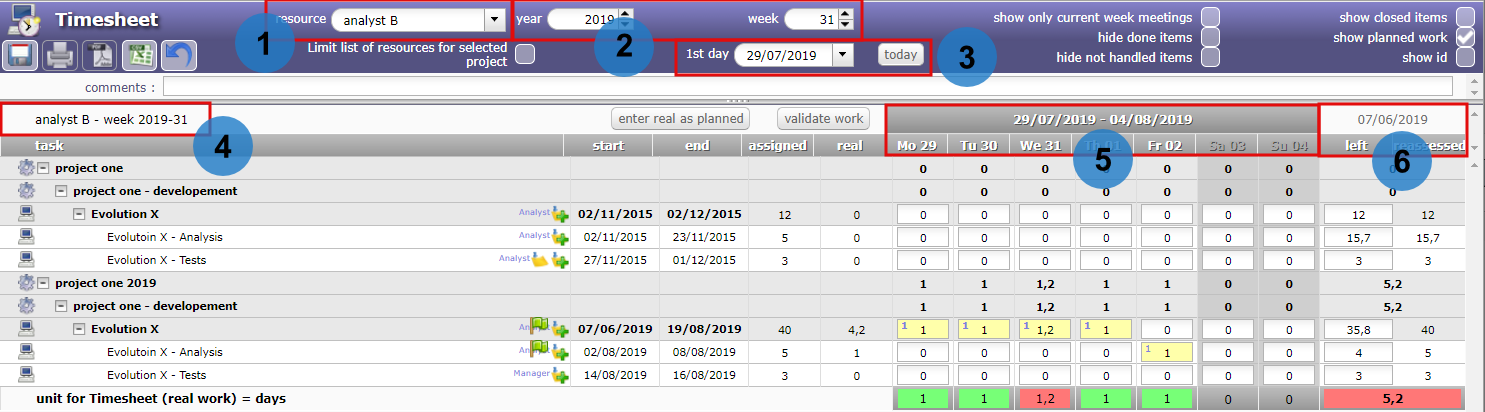 Timesheet
resource analyst B year 2019 week 31
show only current week meetings show closed items
hide done items show planned work
hide not handled items show id
Limit list of resources for selected
project
1st day 29/07/2019 today
1 2 3
PDF CSV
comments :
analyst B - week 2019-31 enter real as planned validate work 29/07/2019 - 04/08/2019 07/06/2019
4 5 6
task start end assigned real Mo 29 Tu 30 We 31 Th 01 Fr 02 Sa 03 Su 04 left reassessed
project one 0 0 0 0 0 0 0 0
project one - developement 0 0 0 0 0 0 0 0
Evolution X Analyst 02/11/2015 02/12/2015 12 0 0 0 0 0 0 0 0 12 12
Evolutoin X - Analysis Analyst 02/11/2015 23/11/2015 5 0 0 0 0 0 0 0 0 15,7 15,7
Evolution X - Tests Analyst 27/11/2015 01/12/2015 3 0 0 0 0 0 0 0 0 3 3
project one 2019 1 1 1,2 1 1 0 0 5,2
project one - developement 1 1 1,2 1 1 0 0 5,2
Evolution X 07/06/2019 19/08/2019 40 4,2 1 1 1 1 1 1,2 1 1 0 0 0 35,8 40
Evolutoin X - Analysis 02/08/2019 08/08/2019 5 1 0 0 0 0 1 1 0 0 4 5
Evolution X - Tests Manager 14/08/2019 16/08/2019 3 0 0 0 0 0 0 0 0 3 3
unit for Timesheet (real work) = days 1 1 1,2 1 1 0 0 5,2